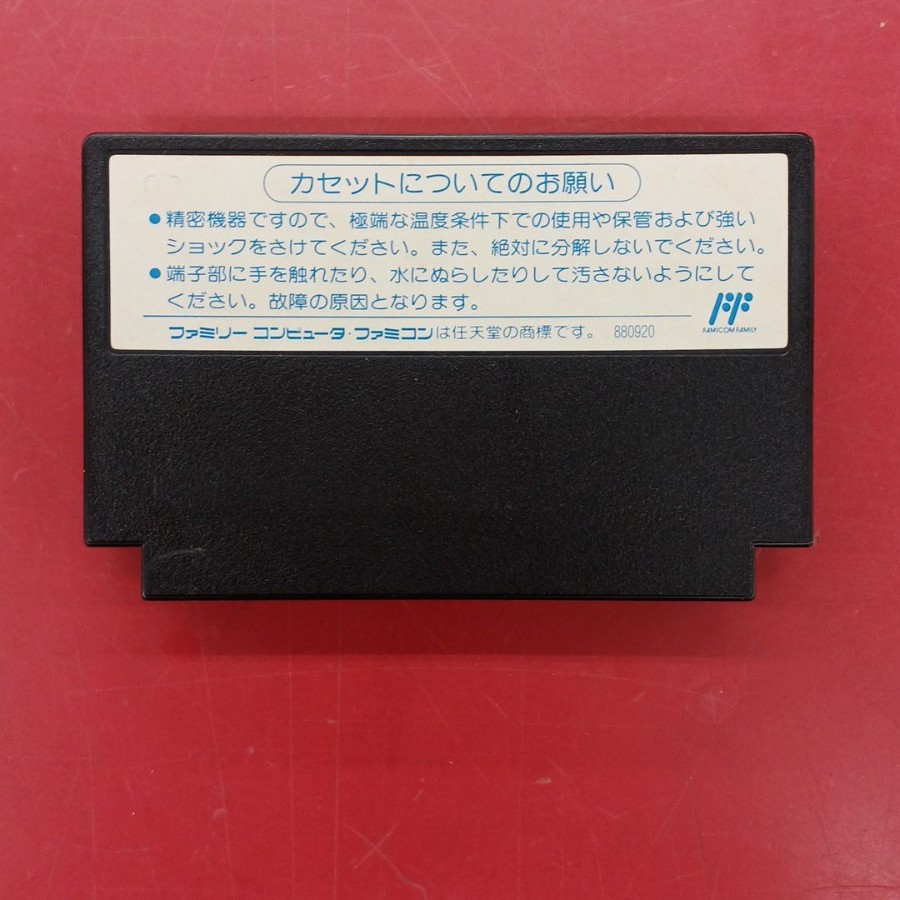 カセットについてのお願い
●精密機器ですので、極端な温度条件下での使用や保管および強い
ショックをさけてください。また、絶対に分解しないでください。
●端子部に手を触れたり、水にぬらしたりして汚さないようにして
ください。故障の原因となります。
ファミリー コンピュータ・ファミコンは任天堂の商標です。 880920
FAMICOM FAMILY